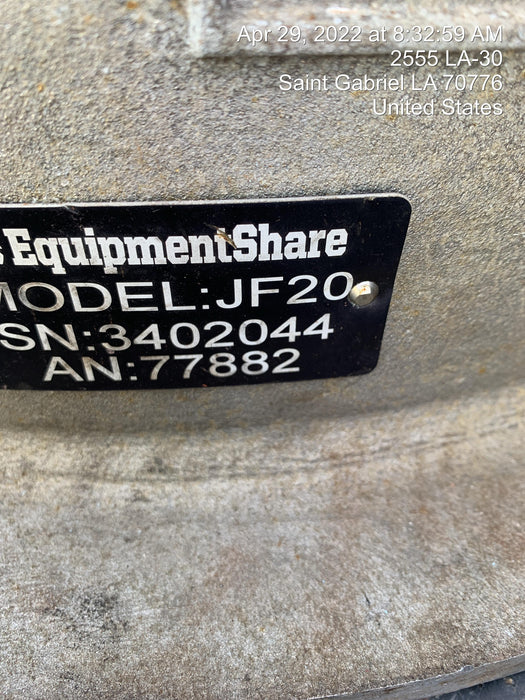 Apr 29, 2022 at 8:32:59 AM
2555 LA-30
Saint Gabriel LA 70776
United States
EquipmentShare
MODEL:JF20
SN:3402044
AN:77882